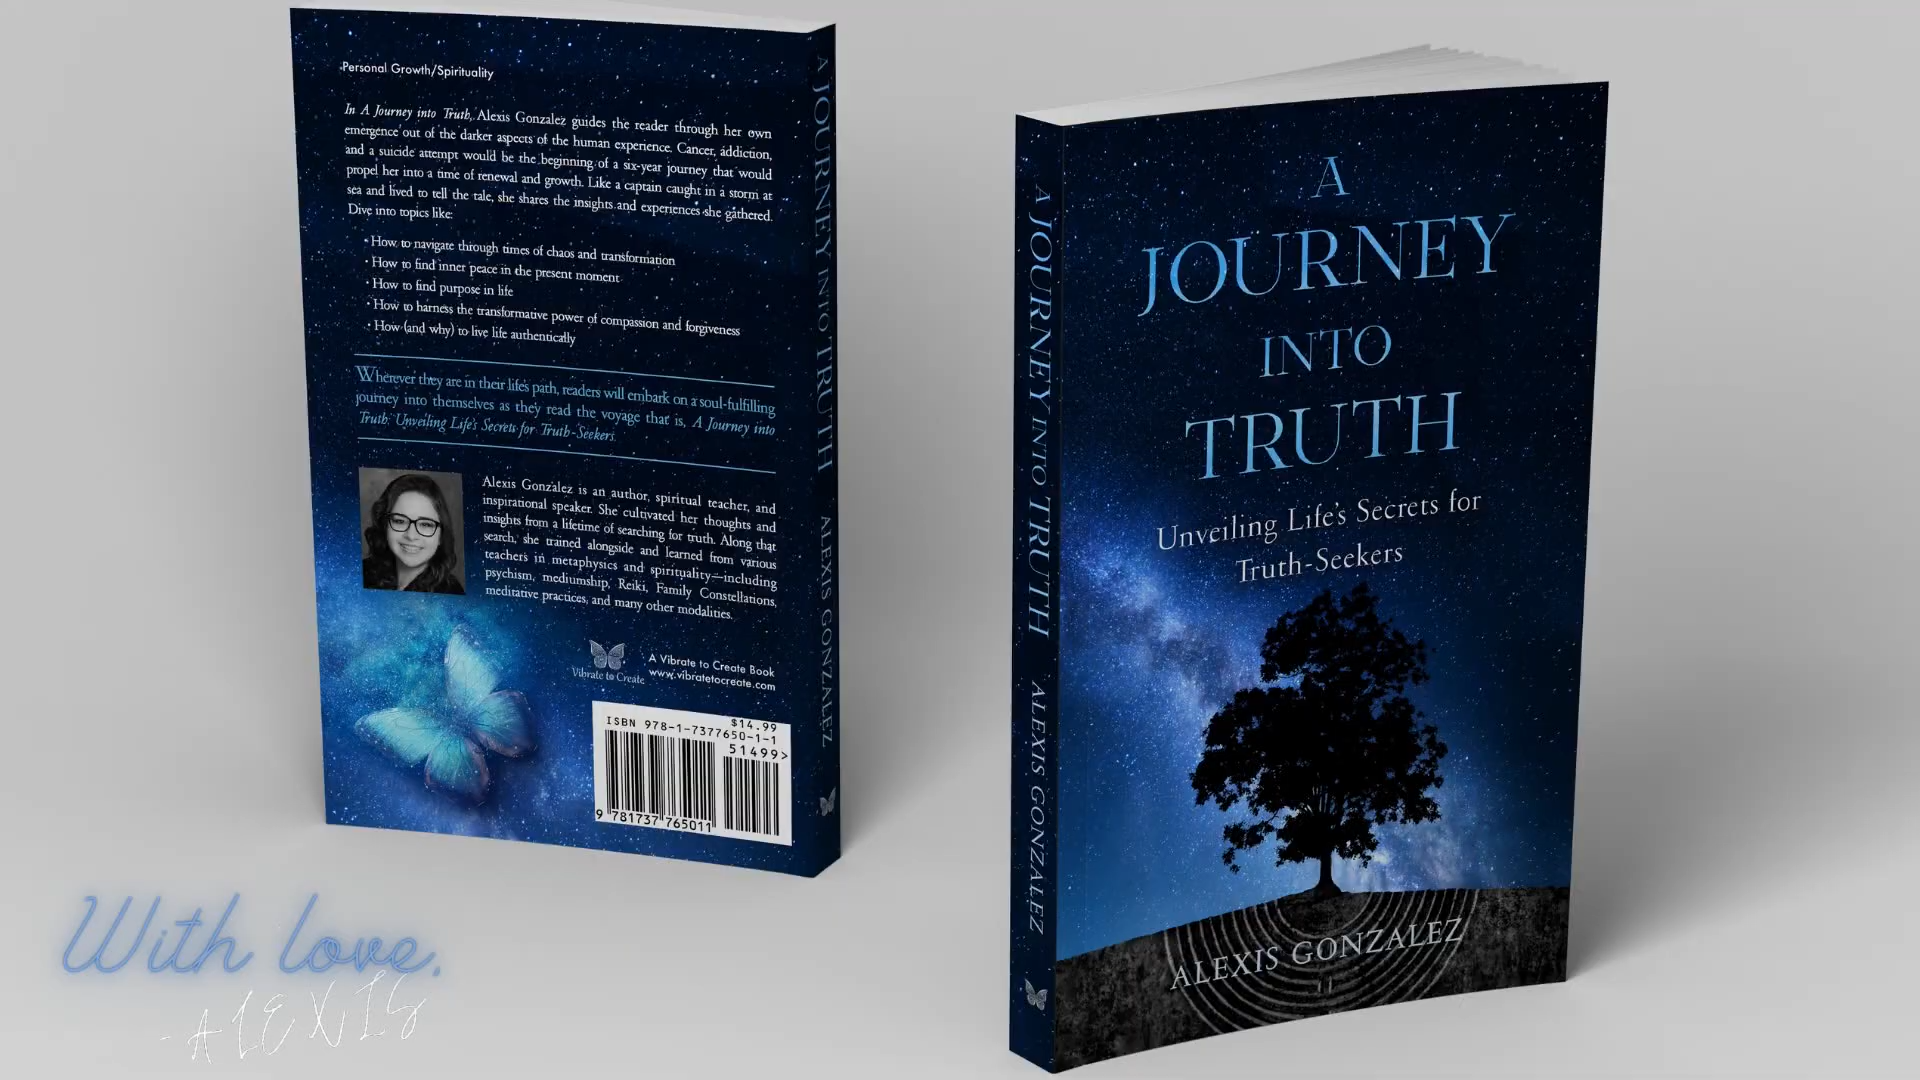 Personal Growth/Spirituality
In A Journey into Truth, Alexis Gonzalez guides the reader through her own
emergence out of the darker aspects of the human experience. Cancer, addiction,
and a suicide attempt would be the beginning of a six-year journey that would
propel her into a time of renewal and growth. Like a captain caught in a storm at
sea and lived to tell the tale, she shares the insights and experiences she gathered.
Dive into topics like:
• How to navigate through times of chaos and transformation
• How to find inner peace in the present moment
• How to find purpose in life
• How to harness the transformative power of compassion and forgiveness
• How (and why) to live life authentically
Wherever they are in their life's path, readers will embark on a soul-fulfilling
journey into themselves as they read the voyage that is, A Journey into
Truth: Unveiling Life's Secrets for Truth-Seekers.
Alexis Gonzalez is an author, spiritual teacher, and
inspirational speaker. She cultivated her thoughts and
insights from a lifetime of searching for truth. Along that
search, she trained alongside and learned from various
teachers in metaphysics and spirituality—including
psychism, mediumship, Reiki, Family Constellations,
meditative practices, and many other modalities.
Vibrate to Create
A Vibrate to Create Book
www.vibratetocreate.com
$14.99
ISBN 978-1-7377650-1-1
51499>
9 781737 765011
A JOURNEY INTO TRUTH ALEXIS GONZALEZ
A JOURNEY INTO TRUTH ALEXIS GONZALEZ
A
JOURNEY
INTO
TRUTH
Unveiling Life's Secrets for
Truth-Seekers
ALEXIS GONZALEZ
With love,
-ALEXIS